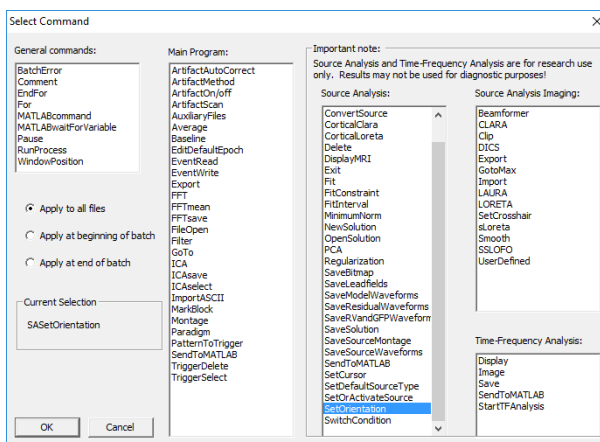 Select Command
General commands:
BatchError
Comment
EndFor
For
MATLABcommand
MATLABwaitForVariable
Pause
RunProcess
WindowPosition
Apply to all files
Apply at beginning of batch
Apply at end of batch
Current Selection
SASetOrientation
OK
Cancel
Main Program:
ArtifactAutoCorrect
ArtifactMethod
ArtifactOn/off
ArtifactScan
AuxiliaryFiles
Average
Baseline
EditDefaultEpoch
EventRead
EventWrite
Export
FFT
FFTmean
FFTsave
FileOpen
Filter
GoTo
ICA
ICAsave
ICAselect
ImportASCII
MarkBlock
Montage
Paradigm
PatternToTrigger
SendToMATLAB
TriggerDelete
TriggerSelect
Important note:
Source Analysis and Time-Frequency Analysis are for research use
only. Results may not be used for diagnostic purposes!
Source Analysis:
ConvertSource
CorticalClara
CorticalLoreta
Delete
DisplayMRI
Exit
Fit
FitConstraint
FitInterval
MinimumNorm
NewSolution
OpenSolution
PCA
Regularization
SaveBitmap
SaveLeadfields
SaveModelWaveforms
SaveResidualWaveforms
SaveRVandGFPWaveform
SaveSolution
SaveSourceMontage
SaveSourceWaveforms
SendToMATLAB
SetCursor
SetDefaultSourceType
SetOrActivateSource
SetOrientation
SwitchCondition
Source Analysis Imaging:
Beamformer
CLARA
Clip
DICS
Export
GotoMax
Import
LAURA
LORETA
SetCrosshair
sLoreta
Smooth
SSLOFO
UserDefined
Time-Frequency Analysis:
Display
Image
Save
SendToMATLAB
StartTFAnalysis